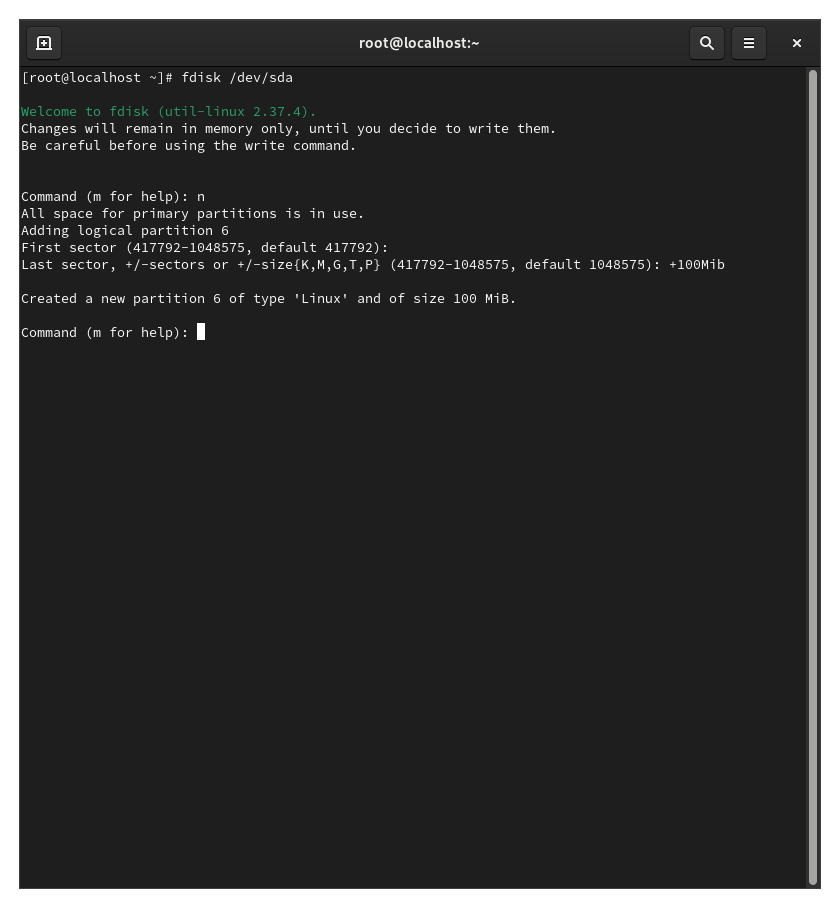 root@localhost:~
[root@localhost ~]# fdisk /dev/sda
Welcome to fdisk (util-linux 2.37.4).
Changes will remain in memory only, until you decide to write them.
Be careful before using the write command.
Command (m for help): n
All space for primary partitions is in use.
Adding logical partition 6
First sector (417792-1048575, default 417792):
Last sector, +/-sectors or +/-size{K,M,G,T,P} (417792-1048575, default 1048575): +100Mib
Created a new partition 6 of type 'Linux' and of size 100 MiB.
Command (m for help):